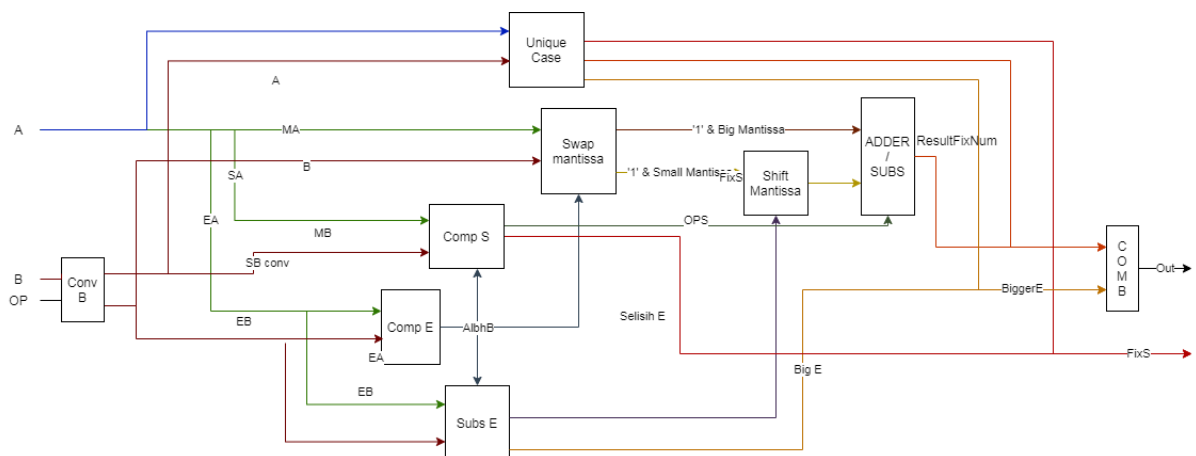 Unique
Case
A
A
MA
'1' & Big Mantissa
ADDER
/
SUBS
ResultFixNum
Swap
mantissa
B
'1' & Small Mantiss
FixS
Shift
Mantissa
SA
EA
MB
OPS
Comp S
SB conv
B
OP
Conv
B
C
O
M
B
Out
BiggerE
EB
Comp E
AlbhB
Selisih E
EA
FixS
Big E
EB
Subs E